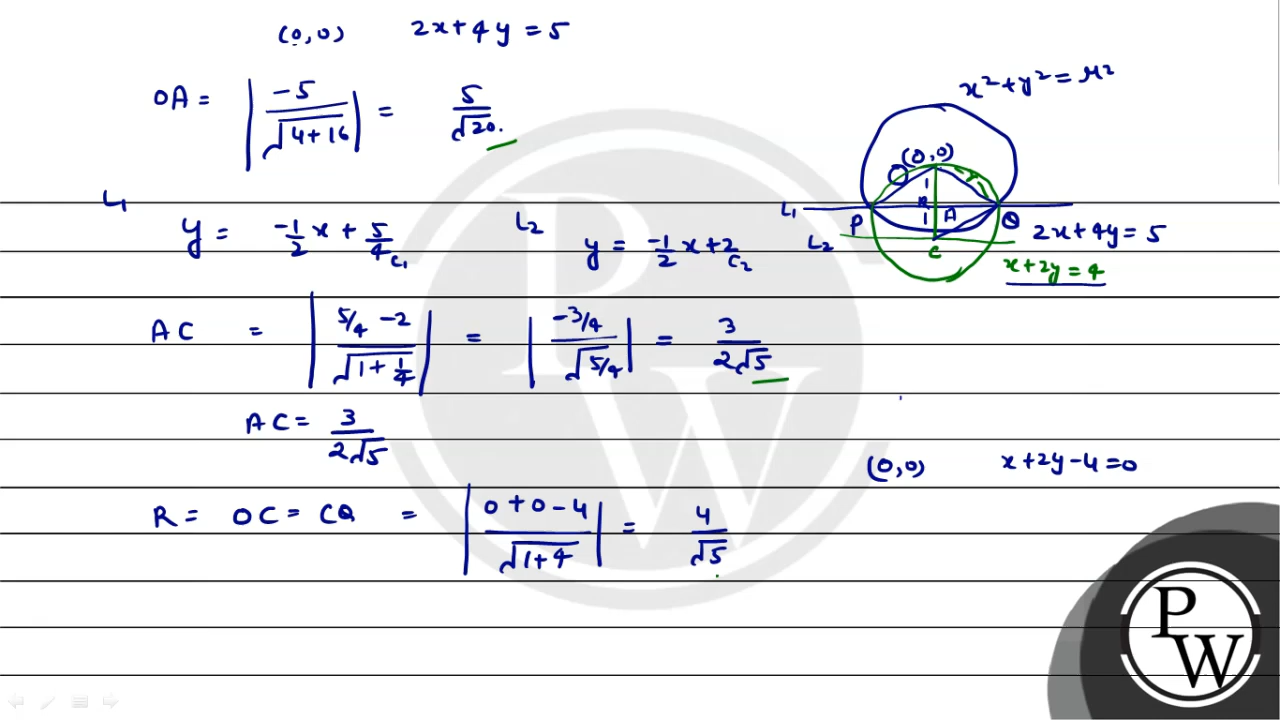 (0,0) 2x+4y=5
OA = |-5/√(4+16)| = 5/√20.
x²+y²=r²
(0,0)
r
L₁
y = -1/2 x + 5/4 C₁
L₂
y = -1/2 x + 2 C₂
L₁
P
R
A
Q
2x+4y=5
L₂
C
x+2y=4
AC = |(5/4 -2)/√(1+1/4)| = |(-3/4)/√(5/4)| = 3/(2√5)
AC = 3/(2√5)
(0,0) x+2y-4=0
R = OC = CQ = |(0+0-4)/√(1+4)| = 4/√5
PW
PW